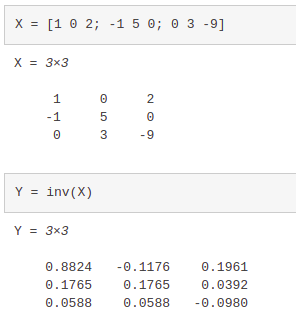 X = [1 0 2; -1 5 0; 0 3 -9]
X = 3×3
1 0 2
-1 5 0
0 3 -9
Y = inv(X)
Y = 3×3
0.8824 -0.1176 0.1961
0.1765 0.1765 0.0392
0.0588 0.0588 -0.0980